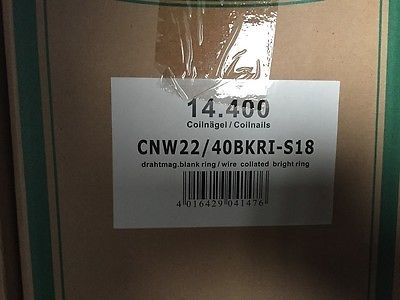 14.400
Coilnägel / Coilnails
CNW22/40BKRI-S18
drahtmag.blank ring / wire collated bright ring
4 016429 041476